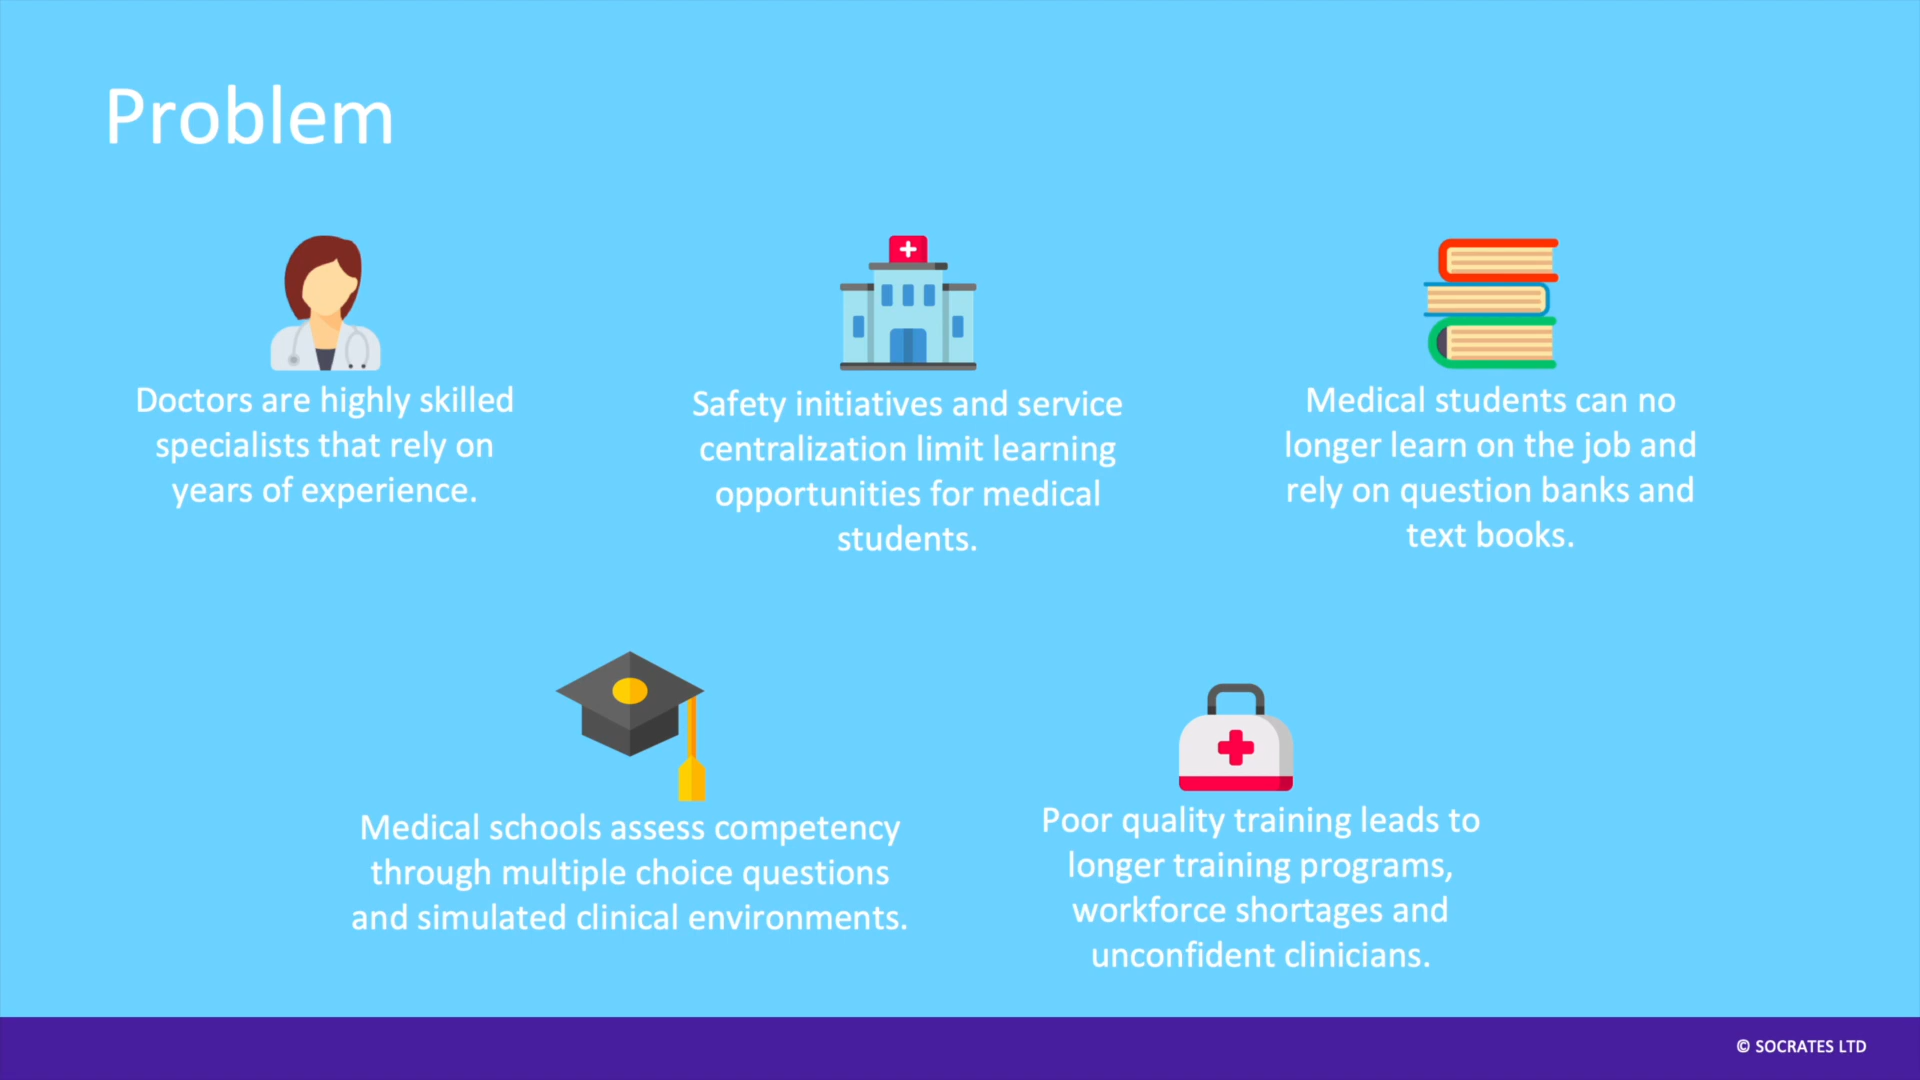 Problem
Doctors are highly skilled
specialists that rely on
years of experience.
Safety initiatives and service
centralization limit learning
opportunities for medical
students.
Medical students can no
longer learn on the job and
rely on question banks and
text books.
Medical schools assess competency
through multiple choice questions
and simulated clinical environments.
Poor quality training leads to
longer training programs,
workforce shortages and
unconfident clinicians.
© SOCRATES LTD